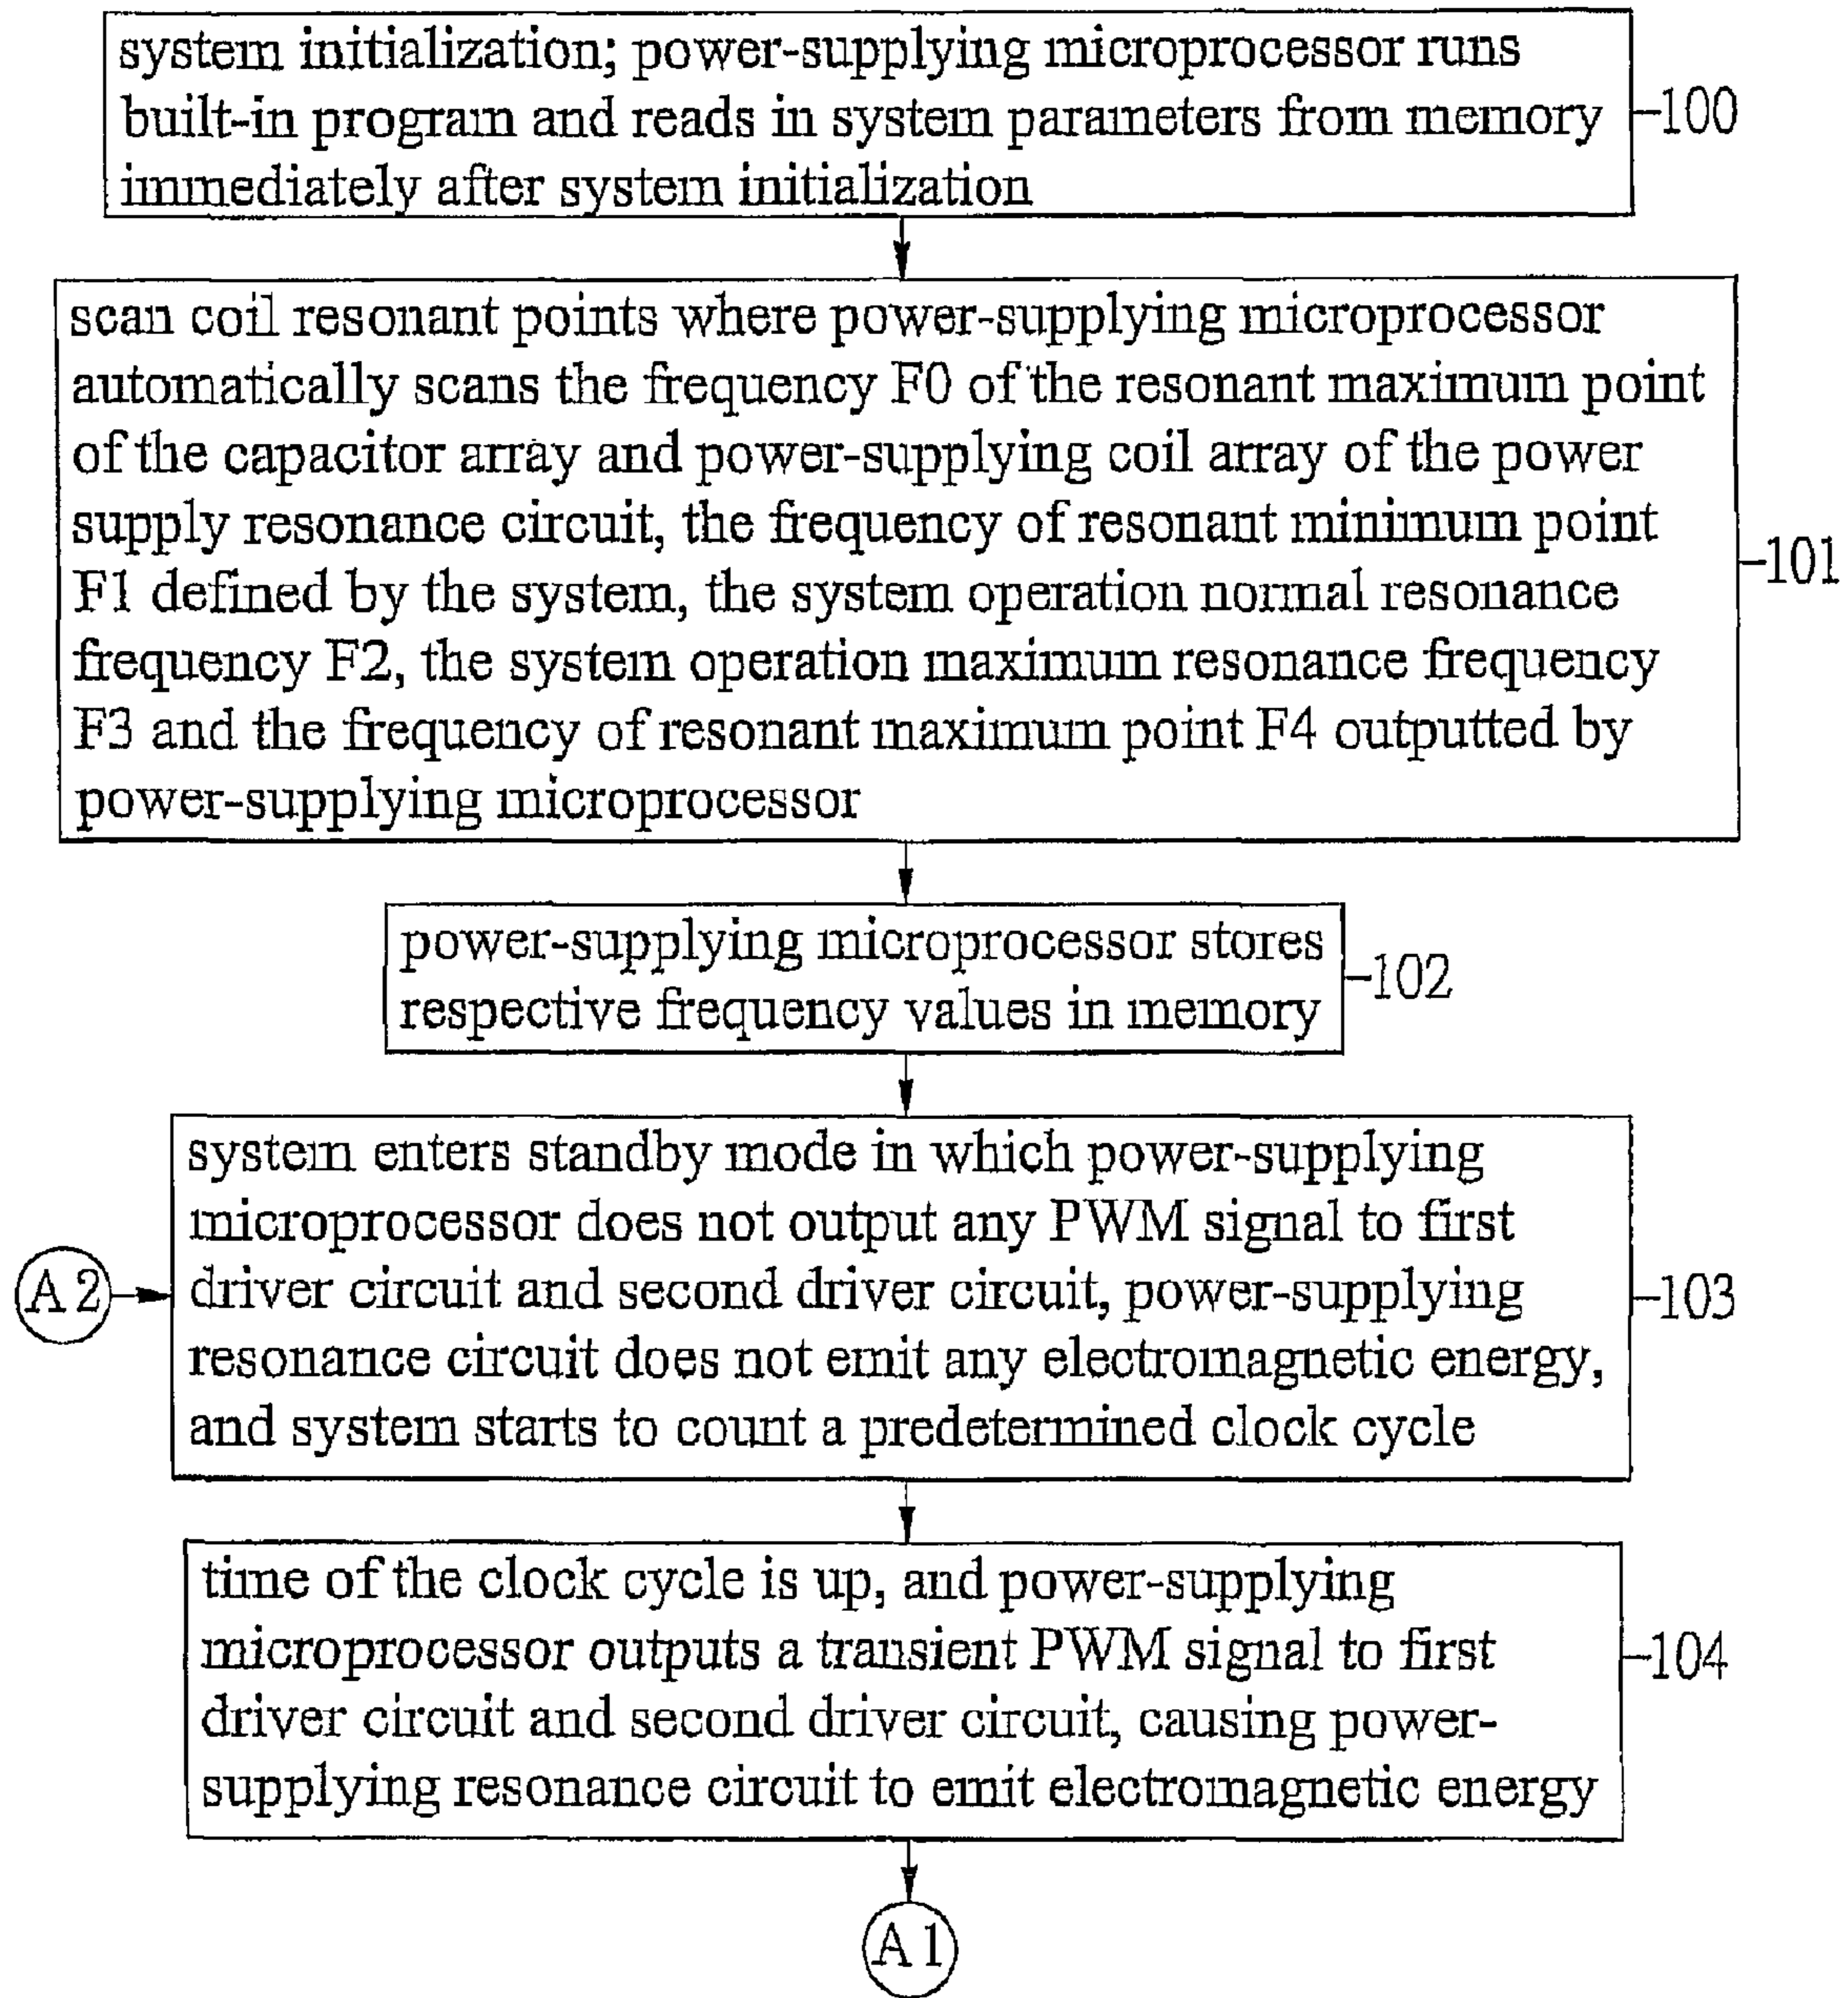 system initialization; power-supplying microprocessor runs
built-in program and reads in system parameters from memory
immediately after system initialization
100
scan coil resonant points where power-supplying microprocessor
automatically scans the frequency F0 of the resonant maximum point
of the capacitor array and power-supplying coil array of the power
supply resonance circuit, the frequency of resonant minimum point
F1 defined by the system, the system operation normal resonance
frequency F2, the system operation maximum resonance frequency
F3 and the frequency of resonant maximum point F4 outputted by
power-supplying microprocessor
101
power-supplying microprocessor stores
respective frequency values in memory
102
system enters standby mode in which power-supplying
microprocessor does not output any PWM signal to first
driver circuit and second driver circuit, power-supplying
resonance circuit does not emit any electromagnetic energy,
and system starts to count a predetermined clock cycle
A2
103
time of the clock cycle is up, and power-supplying
microprocessor outputs a transient PWM signal to first
driver circuit and second driver circuit, causing power-
supplying resonance circuit to emit electromagnetic energy
104
A1